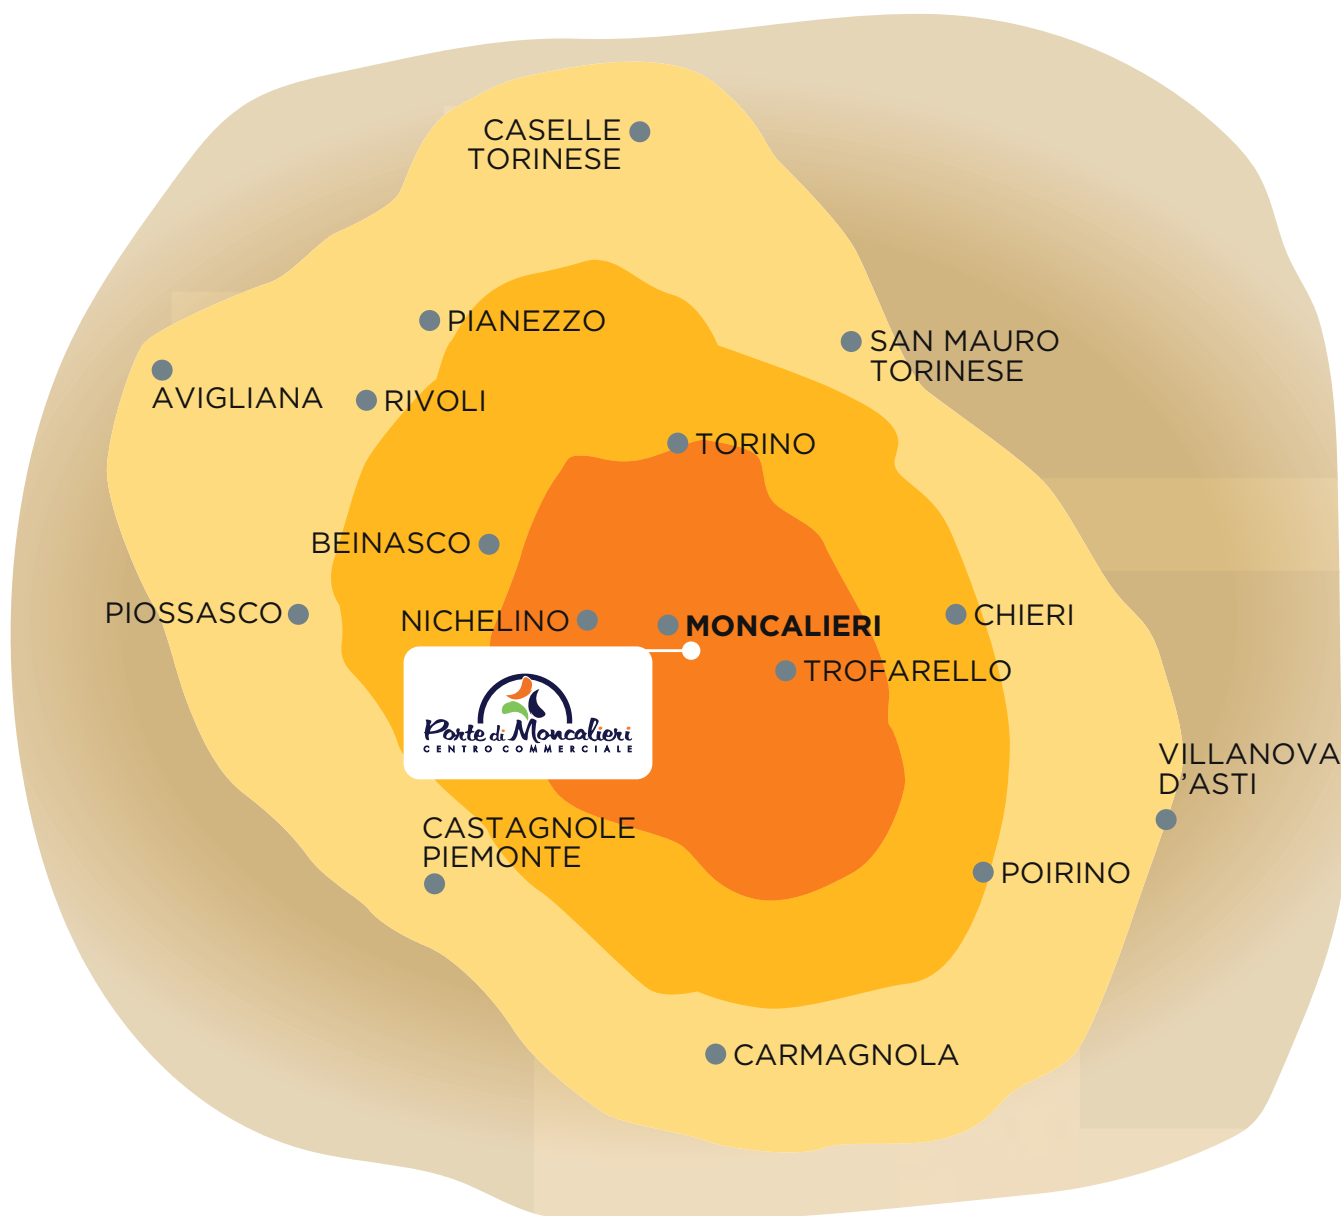 CASELLE
TORINESE
PIANEZZO
SAN MAURO
TORINESE
AVIGLIANA
RIVOLI
TORINO
BEINASCO
PIOSSASCO
NICHELINO
MONCALIERI
CHIERI
TROFARELLO
Porte di Moncalieri
CENTRO COMMERCIALE
VILLANOVA
D'ASTI
CASTAGNOLE
PIEMONTE
POIRINO
CARMAGNOLA